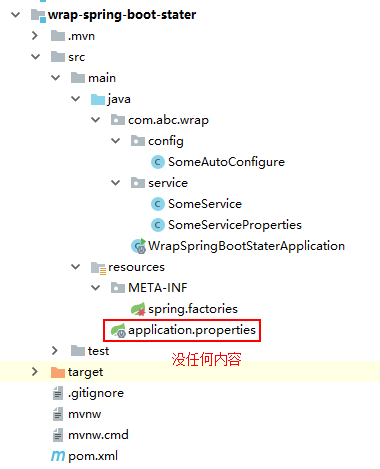 wrap-spring-boot-stater
.mvn
src
main
java
com.abc.wrap
config
SomeAutoConfigure
service
SomeService
SomeServiceProperties
WrapSpringBootStaterApplication
resources
META-INF
spring.factories
application.properties
没任何内容
test
target
.gitignore
mvnw
mvnw.cmd
pom.xml